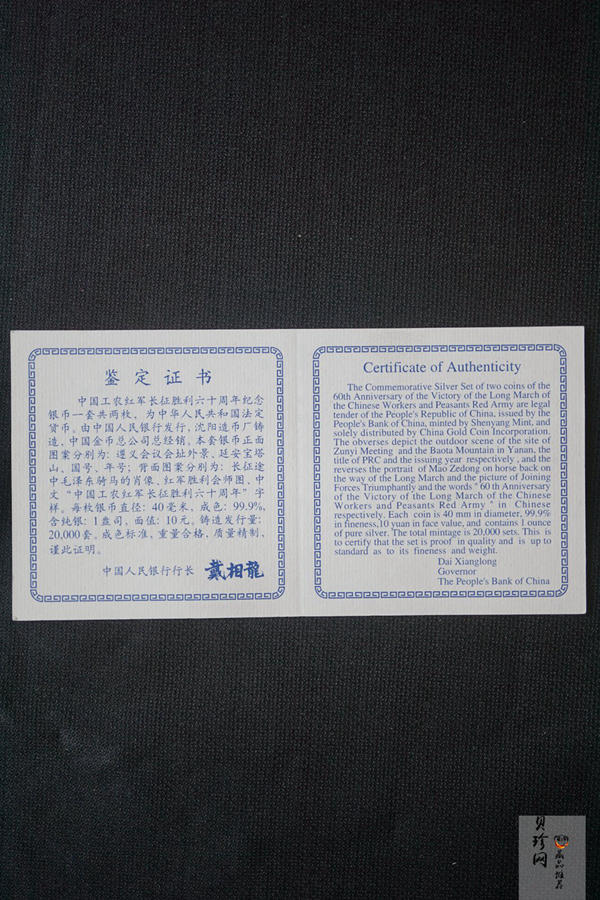 鉴定证书
中国工农红军长征胜利六十周年纪念
银币一套共两枚，为中华人民共和国法定
货币。由中国人民银行发行，沈阳造币厂铸
造，中国金币总公司总经销。本套银币正面
图案分别为：遵义会议会址外景、延安宝塔
山、国号、年号；背面图案分别为：长征途
中毛泽东骑马的肖像、红军胜利会师图、中
文“中国工农红军长征胜利六十周年”字
样。每枚银币直径：40毫米，成色：99.9%，
含纯银：1盎司，面值：10元。铸造发行量：
20,000套。成色标准，重量合格，质量精制，
谨此证明。
中国人民银行行长 戴相龍
Certificate of Authenticity
The Commemorative Silver Set of two coins of the
60th Anniversary of the Victory of the Long March of
the Chinese Workers and Peasants Red Army are legal
tender of the People's Republic of China, issued by the
People's Bank of China, minted by Shenyang Mint, and
solely distributed by China Gold Coin Incorporation.
The obverses depict the outdoor scene of the site of
Zunyi Meeting and the Baota Mountain in Yanan, the
title of PRC and the issuing year respectively, and the
reverses the portrait of Mao Zedong on horse back on
the way of the Long March and the picture of Joining
Forces Triumphantly and the words " 60 th Anniversary
of the Victory of the Long March of the Chinese
Workers and Peasants Red Army " in Chinese
respectively. Each coin is 40 mm in diameter, 99.9%
in fineness,10 yuan in face value, and contains 1 ounce
of pure silver. The total mintage is 20,000 sets. This is
to certify that the set is proof in quality and is up to
standard as to its fineness and weight.
Dai Xianglong
Governor
The People's Bank of China
贝珍网
藏品推荐